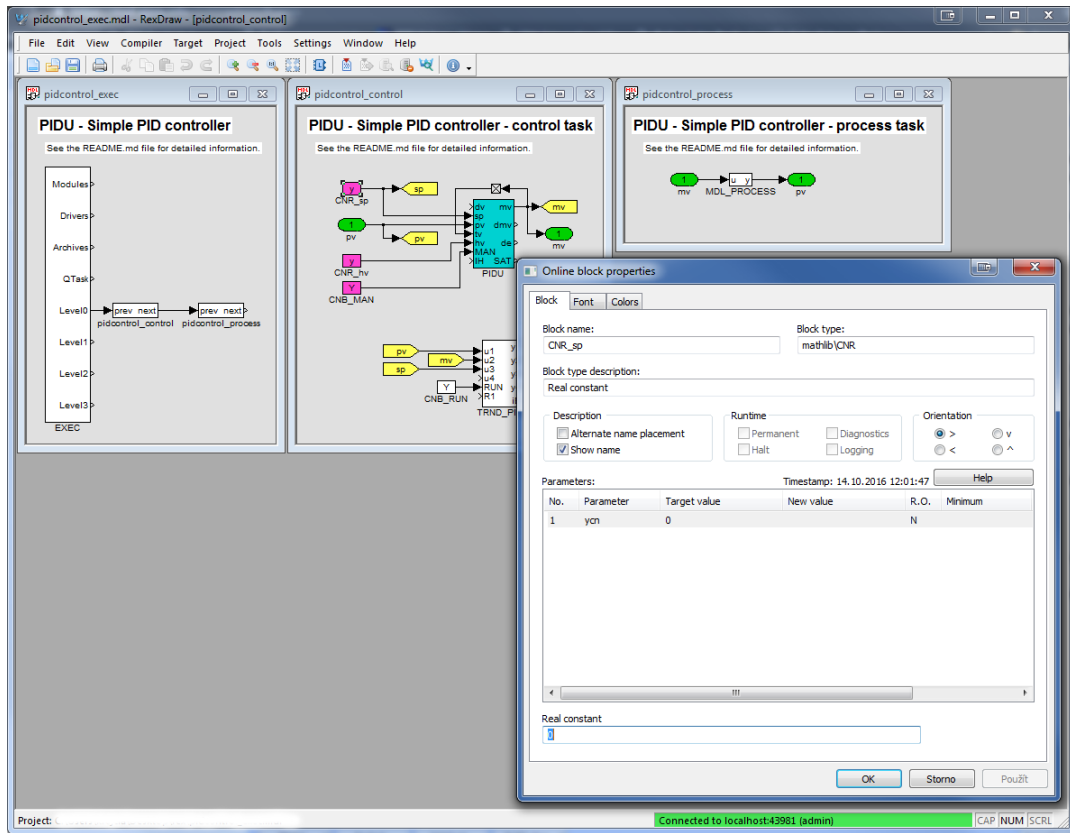 pidcontrol_exec.mdl - RexDraw - [pidcontrol_control]
File Edit View Compiler Target Project Tools Settings Window Help
pidcontrol_exec
PIDU - Simple PID controller
See the README.md file for detailed information.
Modules
Drivers
Archives
QTask
Level0
prev next
prev next
pidcontrol_control
pidcontrol_process
Level1
Level2
Level3
EXEC
pidcontrol_control
PIDU - Simple PID controller - control task
See the README.md file for detailed information.
y
CNR_sp
sp
1
pv
pv
y
CNR_hv
Y
CNB_MAN
dv mv
sp
pv dmv
tv
hv de
MAN
IH SAT
PIDU
mv
1
mv
pv
mv
sp
Y
CNB_RUN
u1 y
u2 y
u3 y
u4 y
RUN y
R1
TRND_P
pidcontrol_process
PIDU - Simple PID controller - process task
See the README.md file for detailed information.
1
mv
u y
MDL_PROCESS
1
pv
Online block properties
Block Font Colors
Block name:
Block type:
CNR_sp
mathlib\CNR
Block type description:
Real constant
Description
Runtime
Orientation
Alternate name placement
Permanent
Diagnostics
> v
Show name
Halt
Logging
< ^
Parameters:
Timestamp: 14.10.2016 12:01:47
Help
No. Parameter Target value New value R.O. Minimum
1 ycn 0 N
Real constant
0
OK Storno Použít
Project:
Connected to localhost:43981 (admin)
CAP NUM SCRL